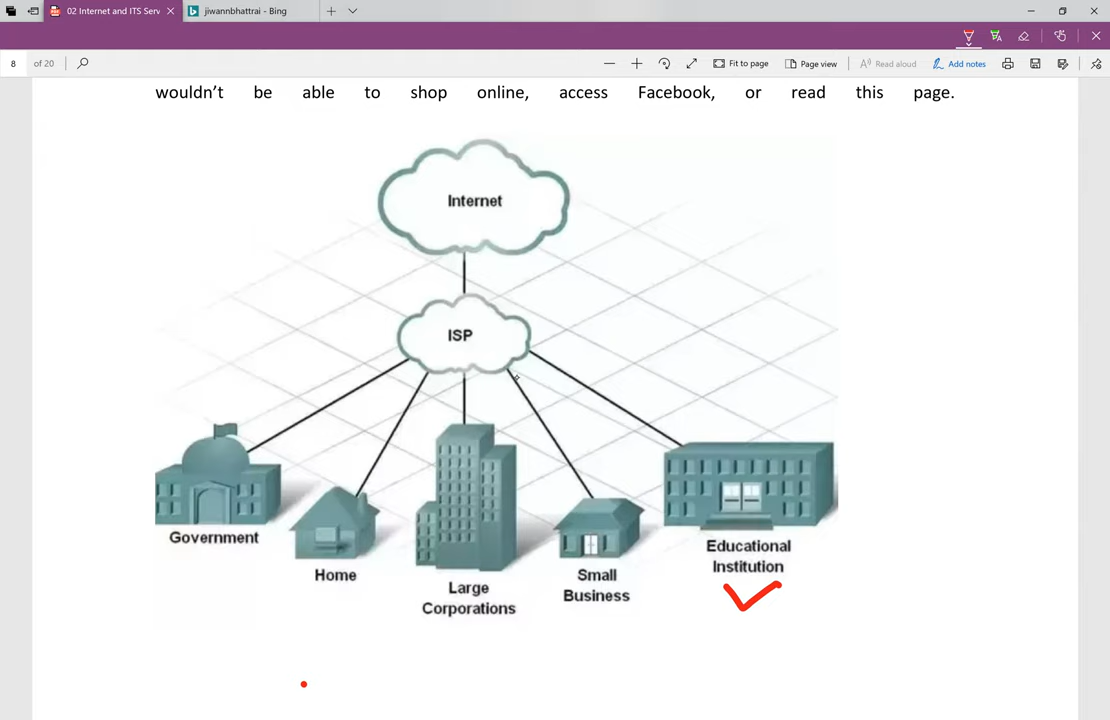 02 Internet and ITS Serv
jiwannbhattrai - Bing
8 of 20
Fit to page
Page view
Read aloud
Add notes
wouldn’t be able to shop online, access Facebook, or read this page.
Internet
ISP
Government
Home
Large
Corporations
Small
Business
Educational
Institution